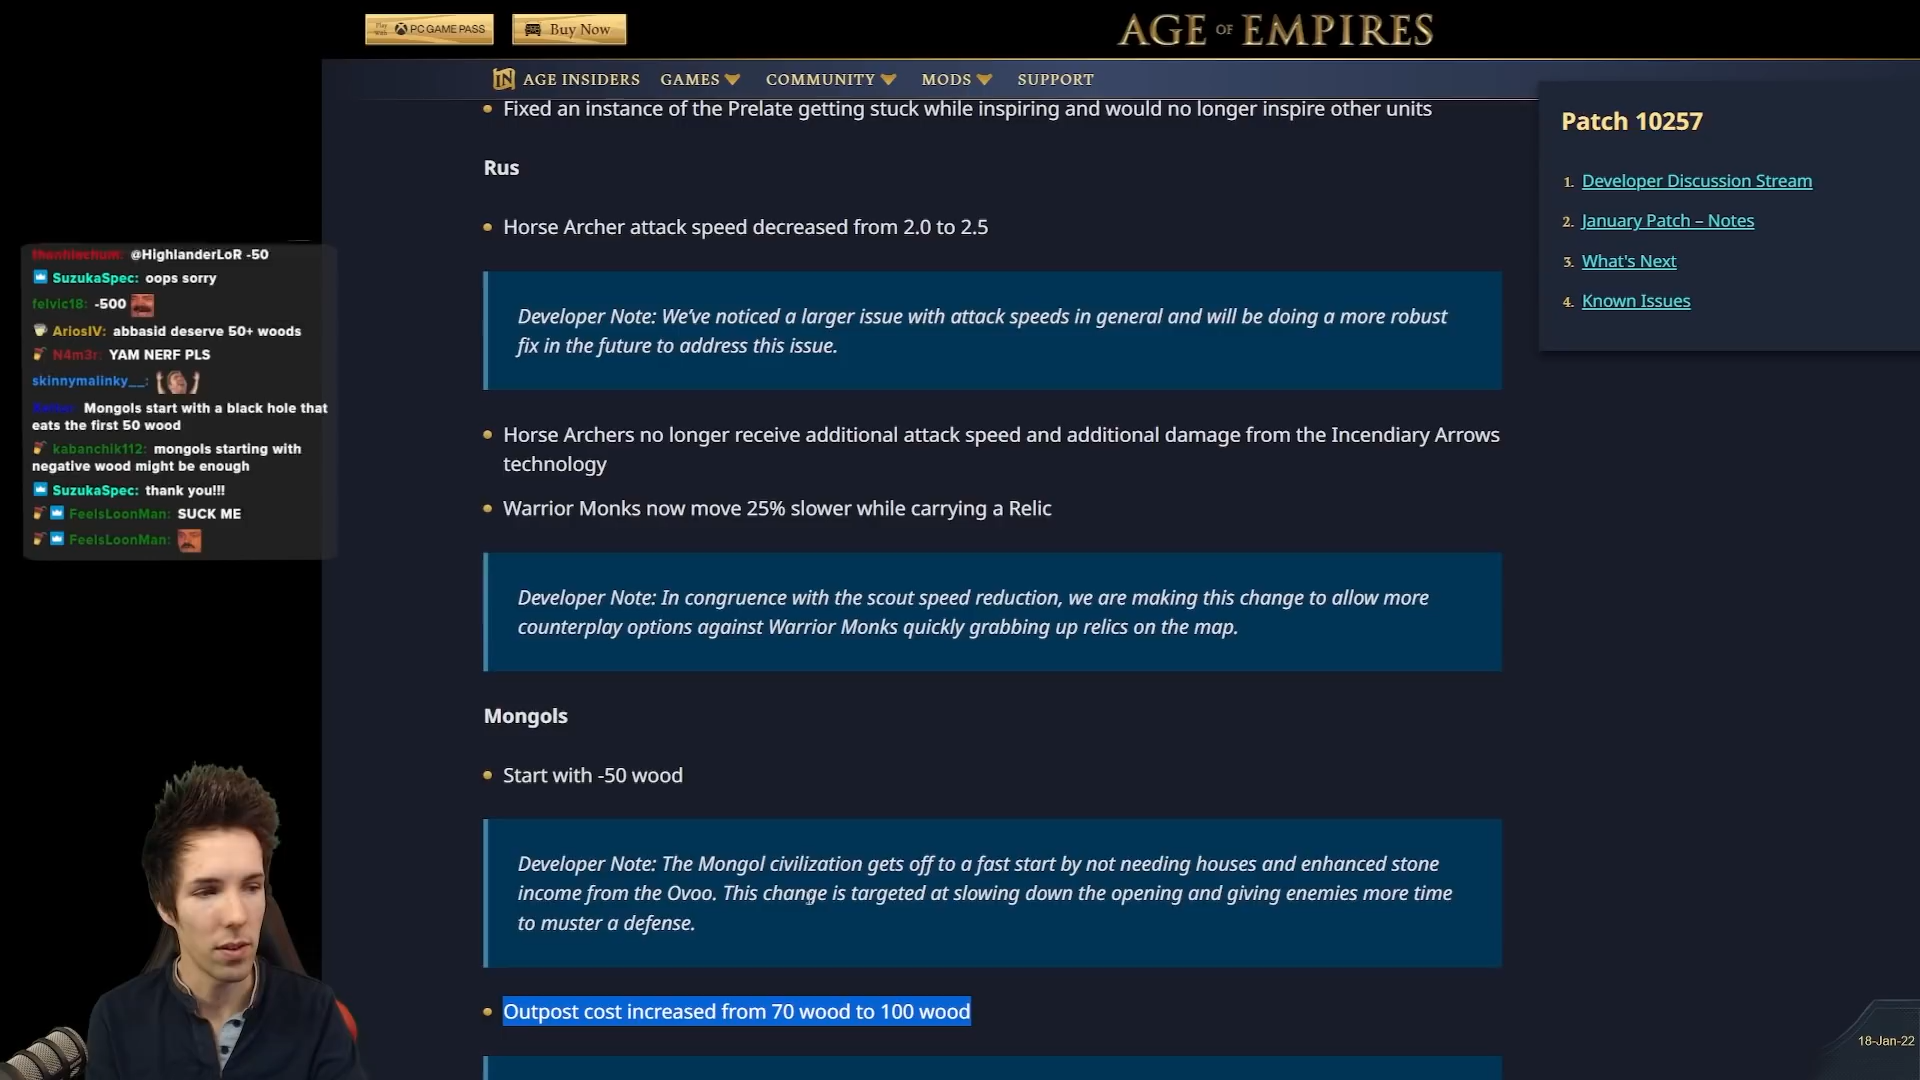 Play With PC GAME PASS
Buy Now
AGE OF EMPIRES
AGE INSIDERS GAMES COMMUNITY MODS SUPPORT
Fixed an instance of the Prelate getting stuck while inspiring and would no longer inspire other units
Rus
Horse Archer attack speed decreased from 2.0 to 2.5
Developer Note: We've noticed a larger issue with attack speeds in general and will be doing a more robust
fix in the future to address this issue.
Horse Archers no longer receive additional attack speed and additional damage from the Incendiary Arrows
technology
Warrior Monks now move 25% slower while carrying a Relic
Developer Note: In congruence with the scout speed reduction, we are making this change to allow more
counterplay options against Warrior Monks quickly grabbing up relics on the map.
Mongols
Start with -50 wood
Developer Note: The Mongol civilization gets off to a fast start by not needing houses and enhanced stone
income from the Ovoo. This change is targeted at slowing down the opening and giving enemies more time
to muster a defense.
Outpost cost increased from 70 wood to 100 wood
Patch 10257
1. Developer Discussion Stream
2. January Patch – Notes
3. What's Next
4. Known Issues
@HighlanderLoR -50
SuzukaSpec: oops sorry
felvic18: -500
AriosIV: abbasid deserve 50+ woods
N4m3r: YAM NERF PLS
skinnymalinky__:
Mongols start with a black hole that
eats the first 50 wood
kabanchik112: mongols starting with
negative wood might be enough
SuzukaSpec: thank you!!!
FeelsLoonMan: SUCK ME
FeelsLoonMan:
18-Jan-22